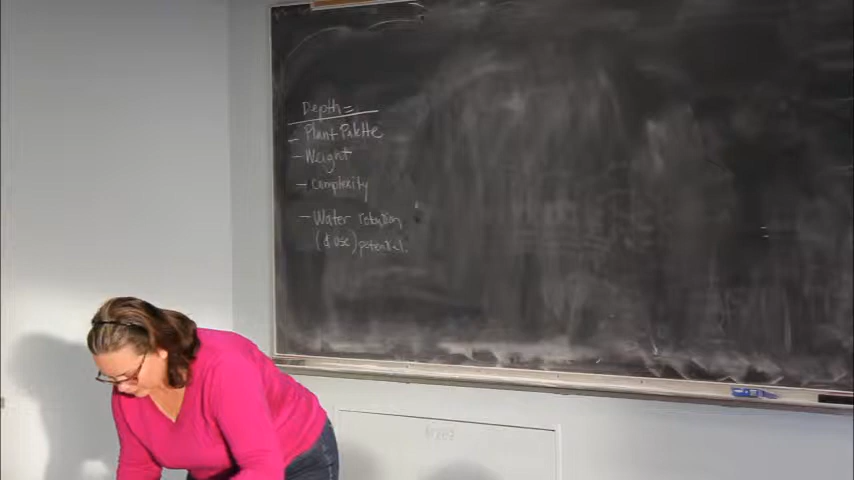 Depth =
- Plant Palette
- Weight
- Complexity
- Water retention
(& use) potential.